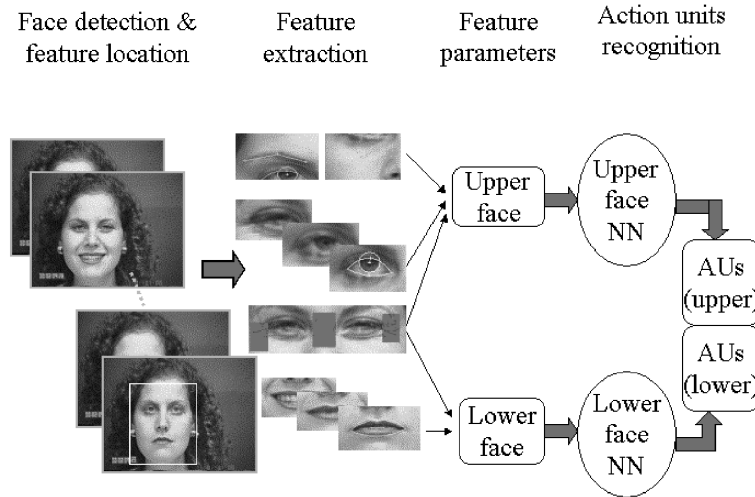 Face detection &
feature location
Feature
extraction
Feature
parameters
Action units
recognition
Upper
face
Upper
face
NN
AUs
(upper)
AUs
(lower)
Lower
face
Lower
face
NN